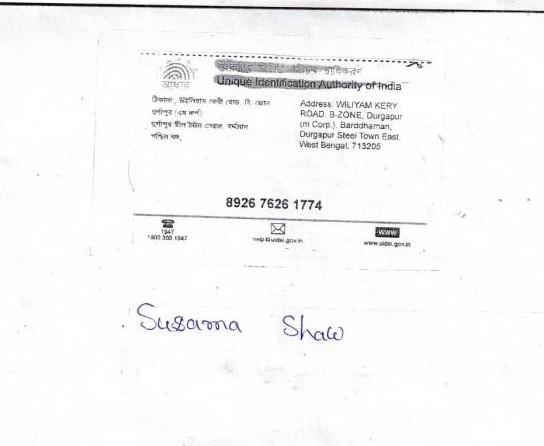 আধার
Unique Identification Authority of India
ঠিকানা:, উইলিয়াম কেরী রোড, বি. জোন
দুর্গাপুর (এম কর্প)
দুর্গাপুর স্টীল টাউন ইস্ট, বর্দ্ধমান
পশ্চিম বঙ্গ,
Address: WILIYAM KERY
ROAD, B-ZONE, Durgapur
(m Corp.), Barddhaman,
Durgapur Steel Town East,
West Bengal, 713205
8926 7626 1774
1947
1800 300 1947
help@uidai.gov.in
WWW
www.uidai.gov.in
Susama Shaw